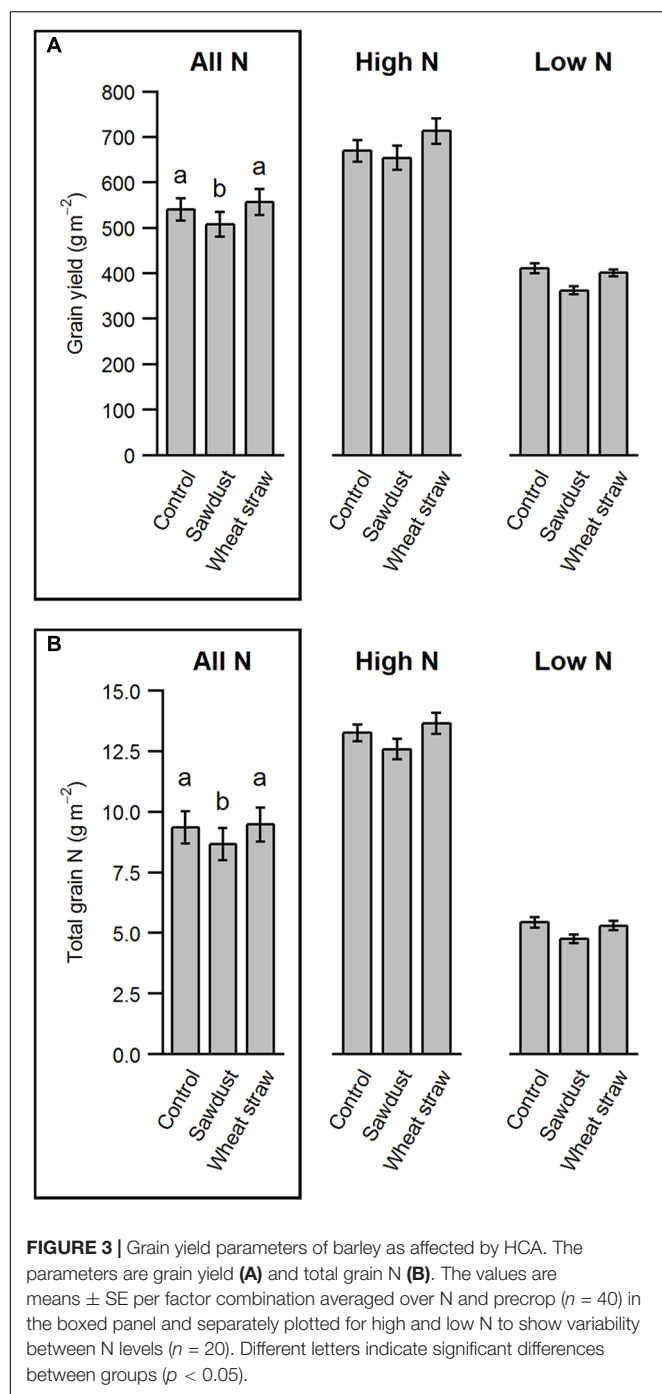 A
All N High N Low N
800
700
600
500
400
300
200
100
0
Grain yield (g m⁻²)
a b a
Control Sawdust Wheat straw Control Sawdust Wheat straw Control Sawdust Wheat straw
B
All N High N Low N
15.0
12.5
10.0
7.5
5.0
2.5
0.0
Total grain N (g m⁻²)
a b a
Control Sawdust Wheat straw Control Sawdust Wheat straw Control Sawdust Wheat straw
FIGURE 3 | Grain yield parameters of barley as affected by HCA. The
parameters are grain yield (A) and total grain N (B). The values are
means ± SE per factor combination averaged over N and precrop (n = 40) in
the boxed panel and separately plotted for high and low N to show variability
between N levels (n = 20). Different letters indicate significant differences
between groups (p < 0.05).